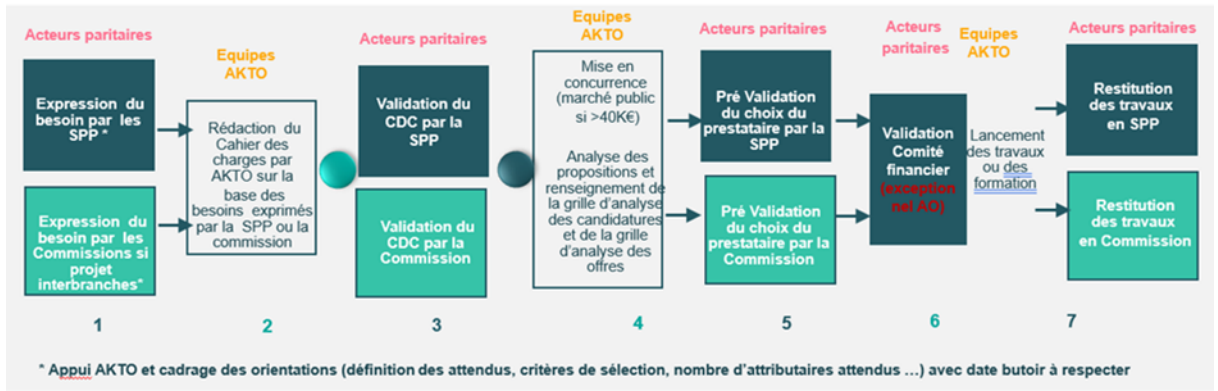 Acteurs paritaires
Expression du
besoin par les
SPP *
Expression du
besoin par les
Commissions si
projet
interbranches*
1
Equipes
AKTO
Rédaction du
Cahier des
charges par
AKTO sur la
base des
besoins exprimés
par la SPP ou la
commission
2
Acteurs paritaires
Validation du
CDC par la
SPP
Validation du
CDC par la
Commission
3
Equipes
AKTO
Mise en
concurrence
(marché public
si >40K€)
Analyse des
propositions et
renseignement de
la grille d'analyse
des candidatures
et de la grille
d'analyse des
offres
4
Acteurs paritaires
Pré Validation
du choix du
prestataire par la
SPP
Pré Validation
du choix du
prestataire par la
Commission
5
Acteurs
paritaires
Validation
Comité
financier
(exception
nel AO)
6
Equipes
AKTO
Lancement
des travaux
ou des
formation
Acteurs paritaires
Restitution
des travaux
en SPP
Restitution
des travaux
en Commission
7
* Appui AKTO et cadrage des orientations (définition des attendus, critères de sélection, nombre d'attributaires attendus ...) avec date butoir à respecter